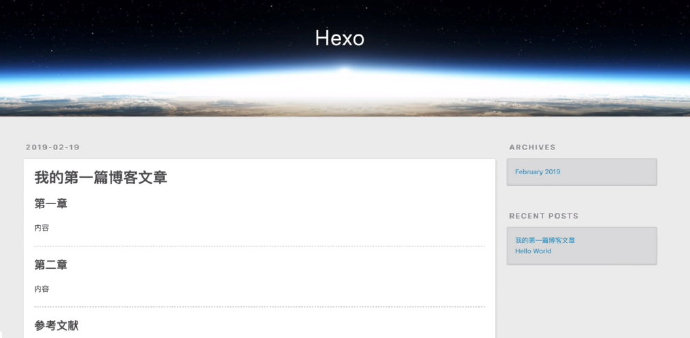 Hexo
2019-02-19
我的第一篇博客文章
第一章
内容
第二章
内容
参考文献
ARCHIVES
February 2019
RECENT POSTS
我的第一篇博客文章
Hello World